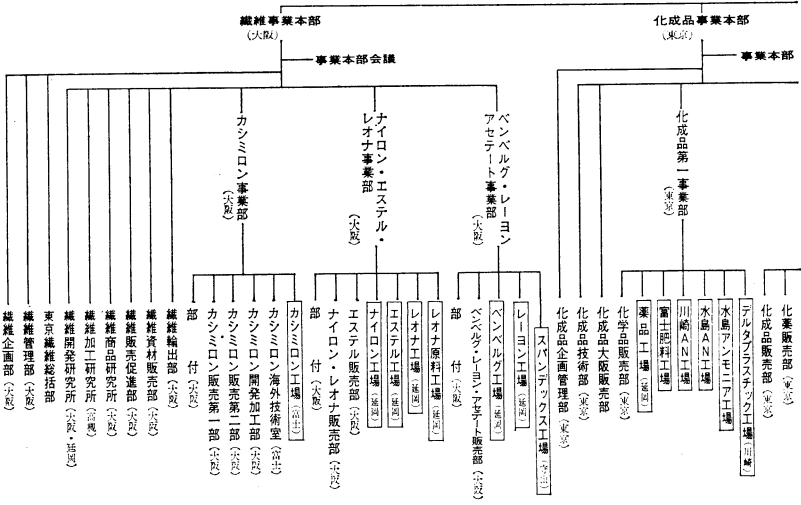 繊維事業本部
(大阪)
事業本部会議
化成品事業本部
(東京)
事業本部
カシミロン事業部(大阪)
ナイロン・エステル・
レオナ事業部(大阪)
ベンベルグ・レーヨン
アセテート事業部(大阪)
化成品第一事業部(東京)
繊維企画部(大阪)
繊維管理部(大阪)
東京繊維総括部
繊維開発研究所(大阪・延岡)
繊維加工研究所(高槻)
繊維商品研究所(大阪)
繊維販売促進部(大阪)
繊維資材販売部(大阪)
繊維輸出部(大阪)
部付(大阪)
カシミロン販売第一部(大阪)
カシミロン販売第二部(大阪)
カシミロン開発加工部(大阪)
カシミロン海外技術室(富士)
カシミロン工場(富士)
部付(大阪)
ナイロン・レオナ販売部(大阪)
エステル販売部(大阪)
ナイロン工場(延岡)
エステル工場(延岡)
レオナ工場(延岡)
レオナ原料工場(延岡)
部付(大阪)
ベンベルグ・レーヨン・アセテート販売部(大阪)
ベンベルグ工場(延岡)
レーヨン工場(延岡)
スパンデックス工場
化成品企画管理部(東京)
化成品技術部(東京)
化成品大阪販売部
化学品販売部(東京)
薬品工場(延岡)
富士肥料工場
川崎AN工場
水島AN工場
水島アンモニア工場
デルタプラスチック工場(川崎)
化成品販売部(東京)
化薬販売部(東京)